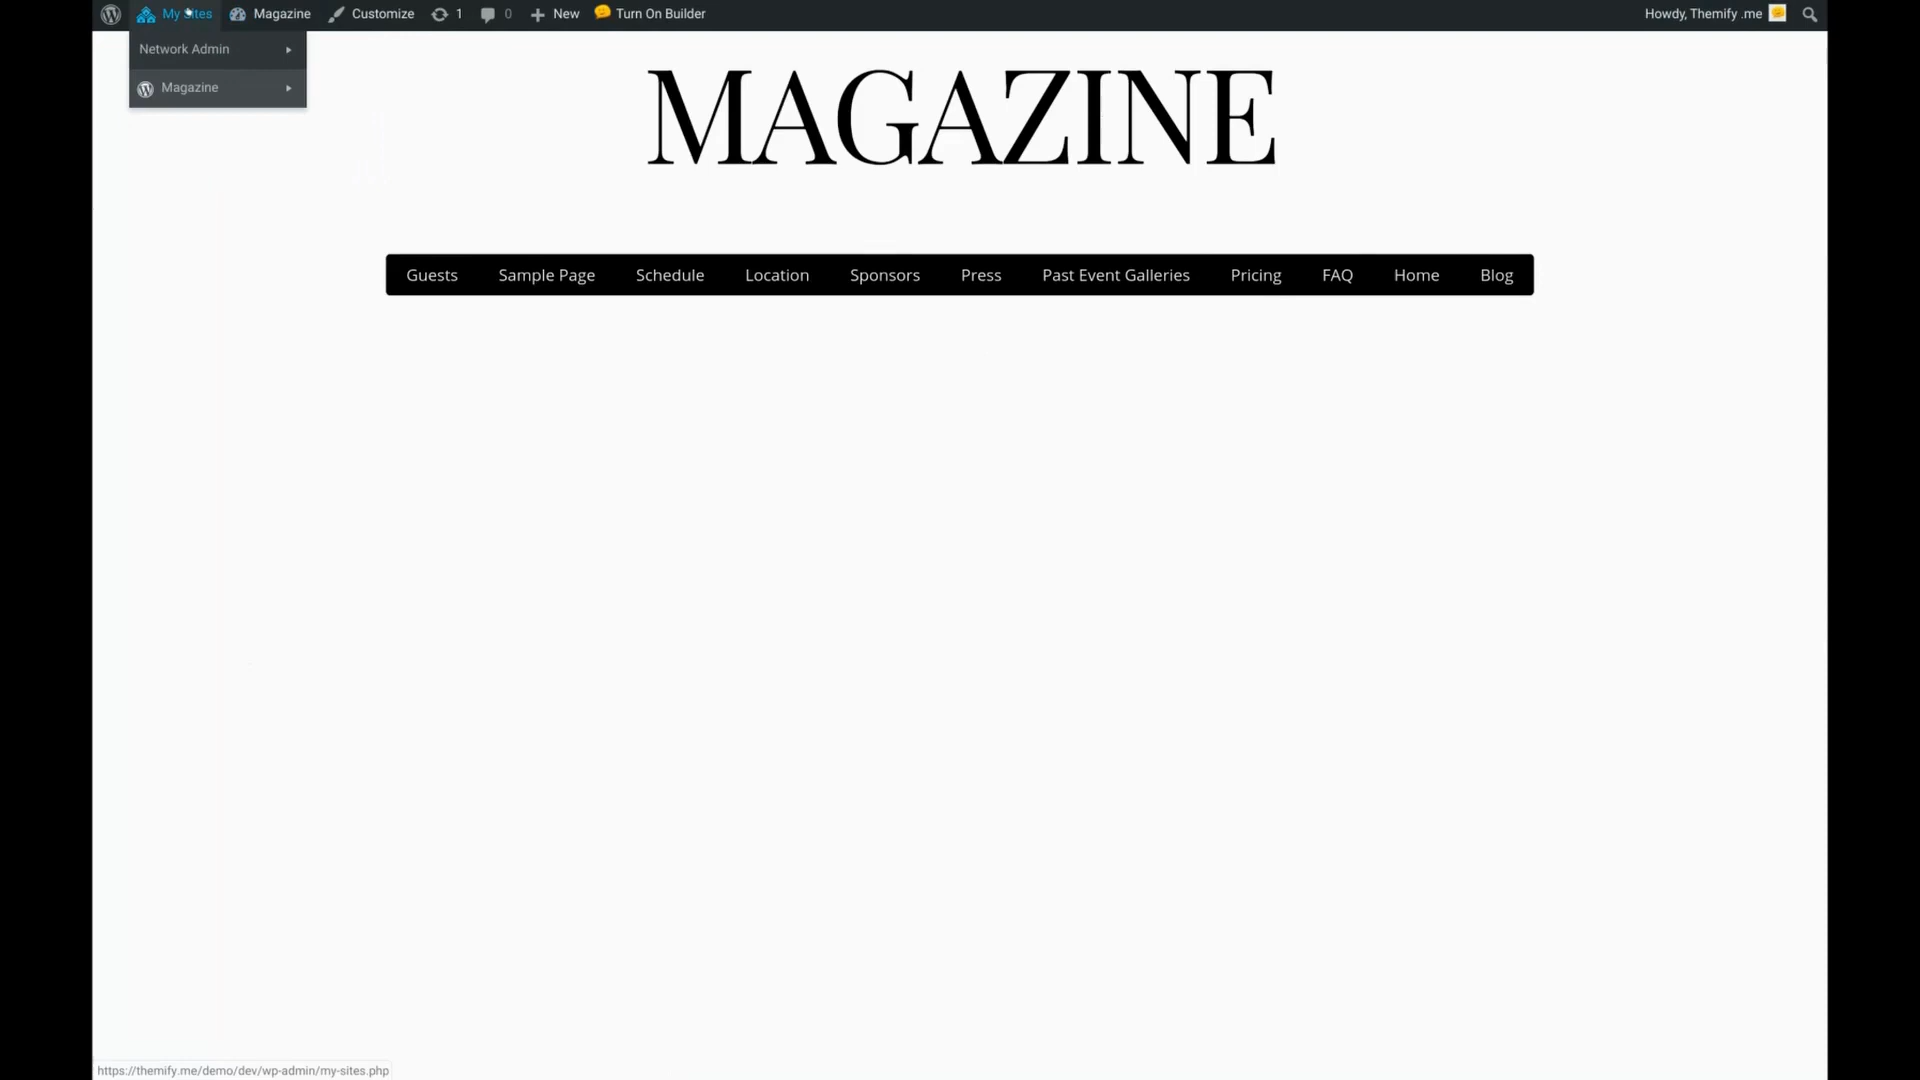 My Sites Magazine Customize 1 0 New Turn On Builder Howdy, Themify .me
Network Admin
Magazine
MAGAZINE
Guests Sample Page Schedule Location Sponsors Press Past Event Galleries Pricing FAQ Home Blog
https://themify.me/demo/dev/wp-admin/my-sites.php